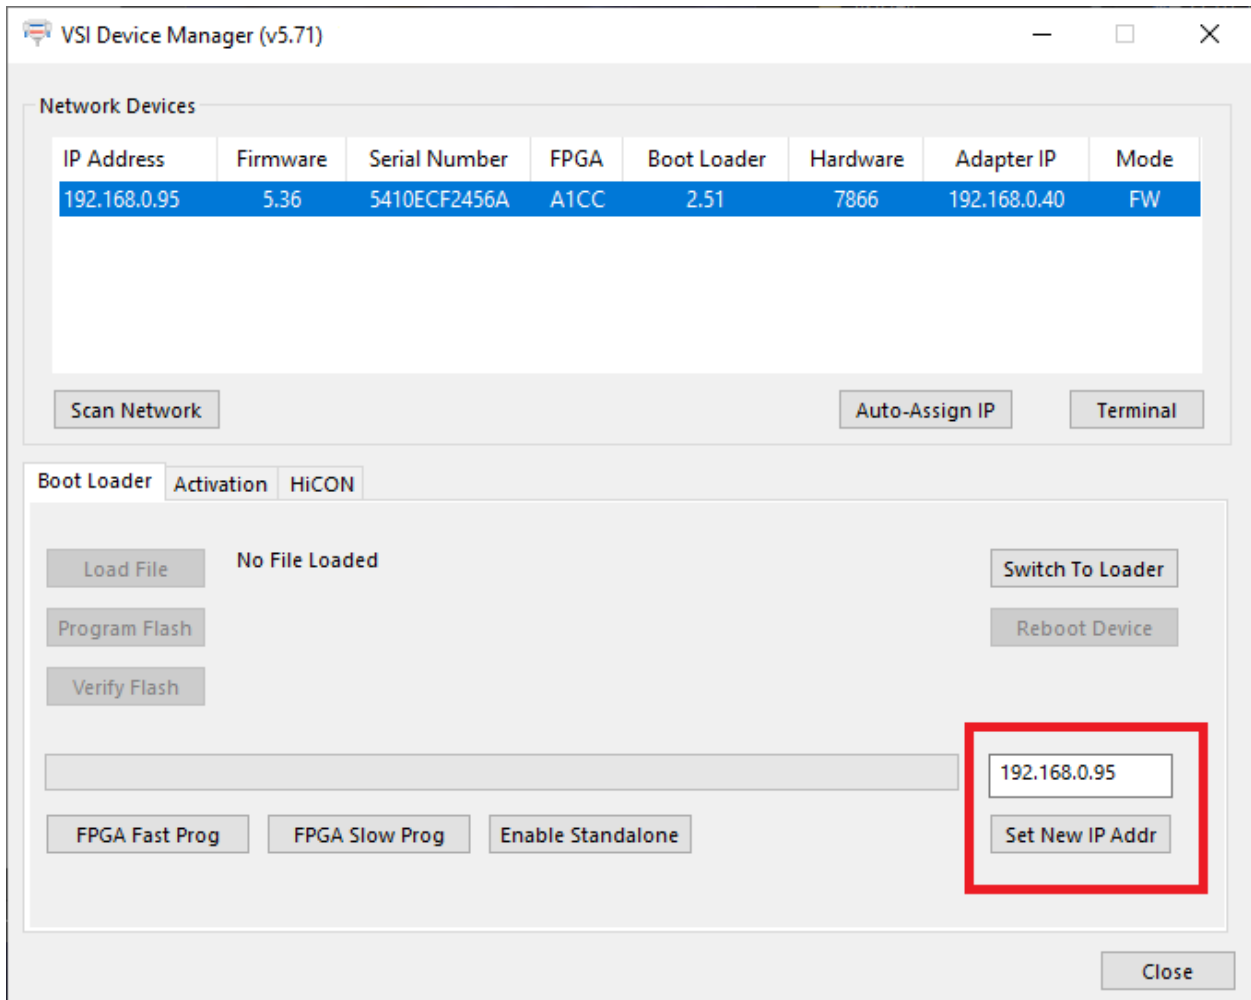 VSI Device Manager (v5.71)
Network Devices
IP Address Firmware Serial Number FPGA Boot Loader Hardware Adapter IP Mode
192.168.0.95 5.36 5410ECF2456A A1CC 2.51 7866 192.168.0.40 FW
Scan Network Auto-Assign IP Terminal
Boot Loader Activation HiCON
Load File No File Loaded Switch To Loader
Program Flash Reboot Device
Verify Flash
192.168.0.95
FPGA Fast Prog FPGA Slow Prog Enable Standalone Set New IP Addr
Close